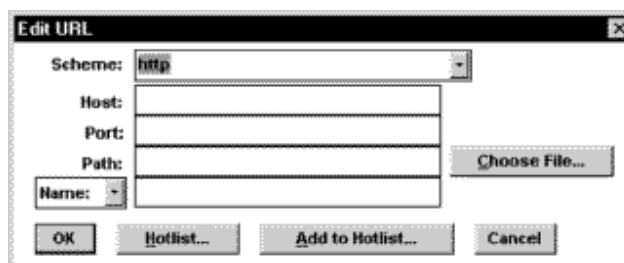 Edit URL
Scheme: http
Host:
Port:
Path: Choose File...
Name:
OK Hotlist... Add to Hotlist... Cancel